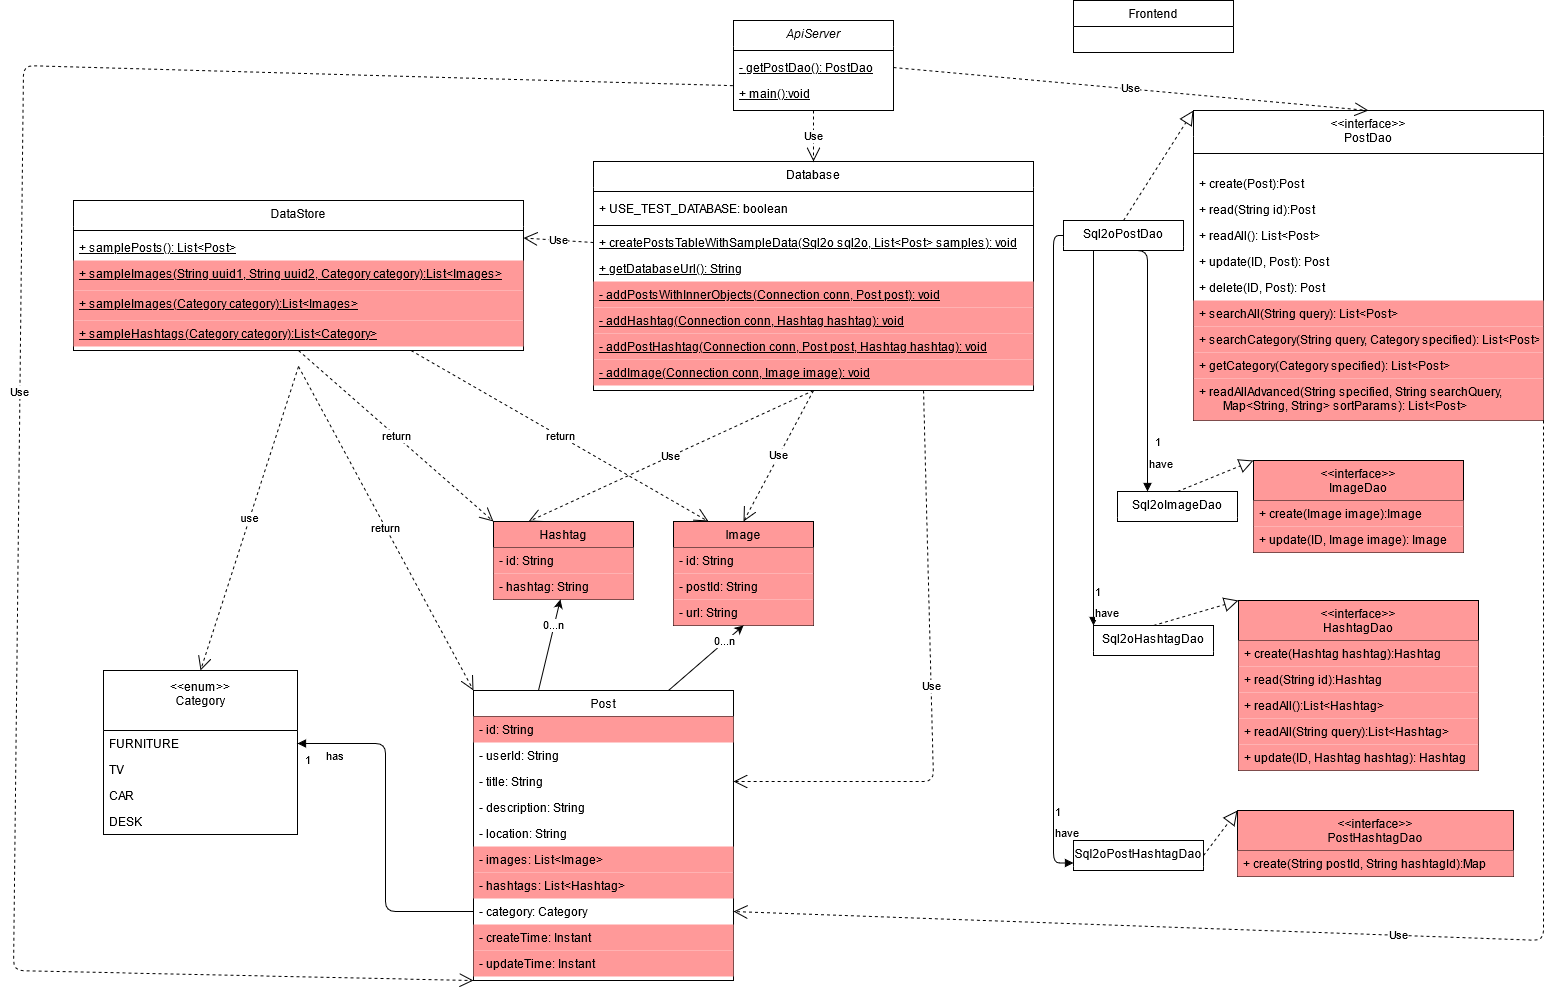 Frontend
ApiServer
- getPostDao(): PostDao
+ main():void
Use
Use
Use
<<interface>>
PostDao
+ create(Post):Post
+ read(String id):Post
+ readAll(): List<Post>
+ update(ID, Post): Post
+ delete(ID, Post): Post
+ searchAll(String query): List<Post>
+ searchCategory(String query, Category specified): List<Post>
+ getCategory(Category specified): List<Post>
+ readAllAdvanced(String specified, String searchQuery,
Map<String, String> sortParams): List<Post>
Database
+ USE_TEST_DATABASE: boolean
+ createPostsTableWithSampleData(Sql2o sql2o, List<Post> samples): void
+ getDatabaseUrl(): String
- addPostsWithInnerObjects(Connection conn, Post post): void
- addHashtag(Connection conn, Hashtag hashtag): void
- addPostHashtag(Connection conn, Post post, Hashtag hashtag): void
- addImage(Connection conn, Image image): void
Use
DataStore
+ samplePosts(): List<Post>
+ sampleImages(String uuid1, String uuid2, Category category):List<Images>
+ sampleImages(Category category):List<Images>
+ sampleHashtags(Category category):List<Category>
Sql2oPostDao
return
return
Use
Use
use
return
1
have
Sql2oImageDao
<<interface>>
ImageDao
+ create(Image image):Image
+ update(ID, Image image): Image
Hashtag
- id: String
- hashtag: String
Image
- id: String
- postId: String
- url: String
0...n
0...n
1
have
Sql2oHashtagDao
<<interface>>
HashtagDao
+ create(Hashtag hashtag):Hashtag
+ read(String id):Hashtag
+ readAll():List<Hashtag>
+ readAll(String query):List<Hashtag>
+ update(ID, Hashtag hashtag): Hashtag
<<enum>>
Category
FURNITURE
TV
CAR
DESK
has
1
Post
- id: String
- userId: String
- title: String
- description: String
- location: String
- images: List<Image>
- hashtags: List<Hashtag>
- category: Category
- createTime: Instant
- updateTime: Instant
Use
1
have
Sql2oPostHashtagDao
<<interface>>
PostHashtagDao
+ create(String postId, String hashtagId):Map
Use